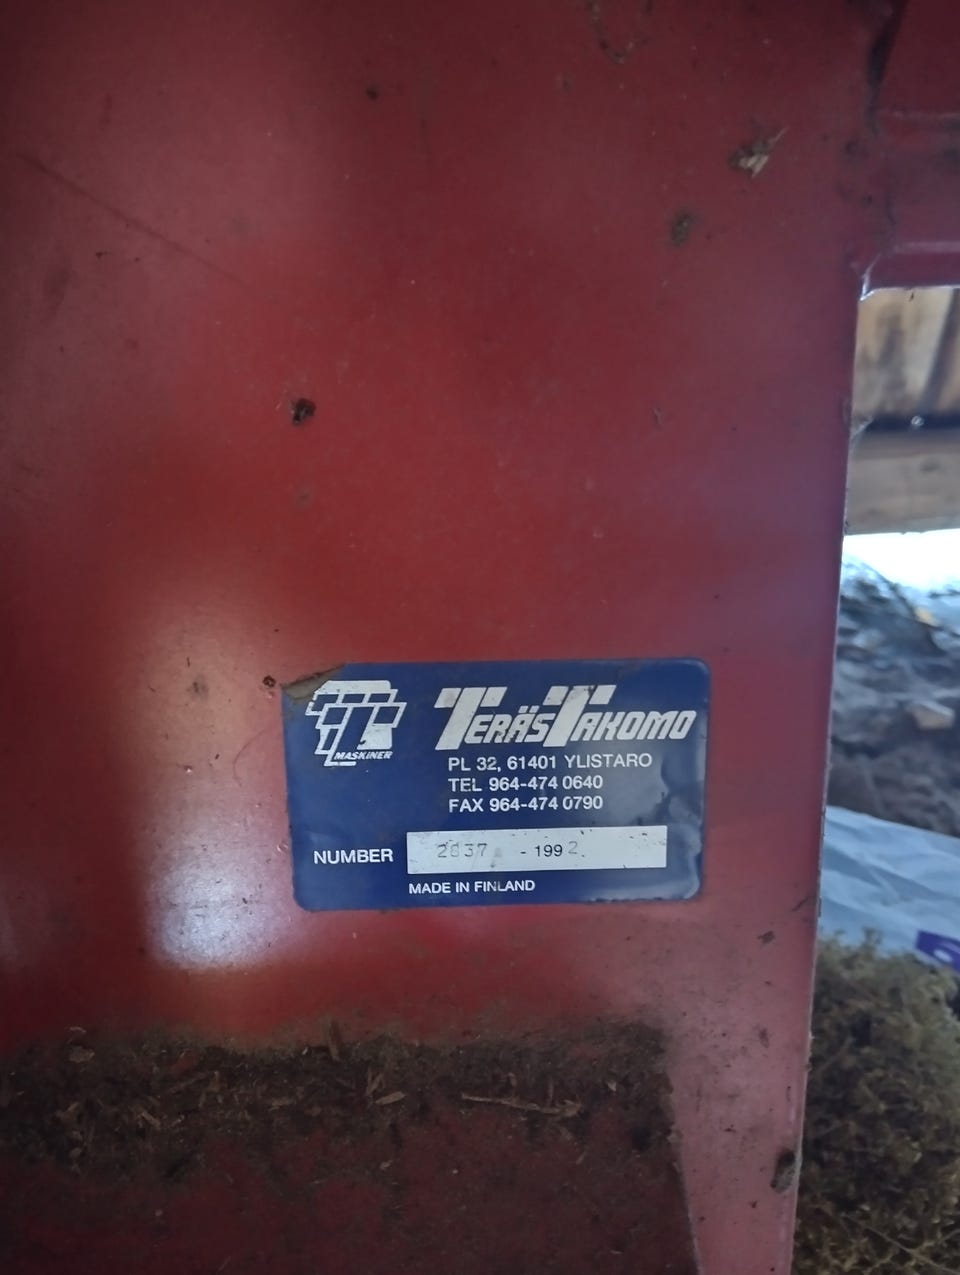 MASKINER
TERÄSTAKOMO
PL 32, 61401 YLISTARO
TEL 964-474 0640
FAX 964-474 0790
NUMBER 2837 - 1992
MADE IN FINLAND